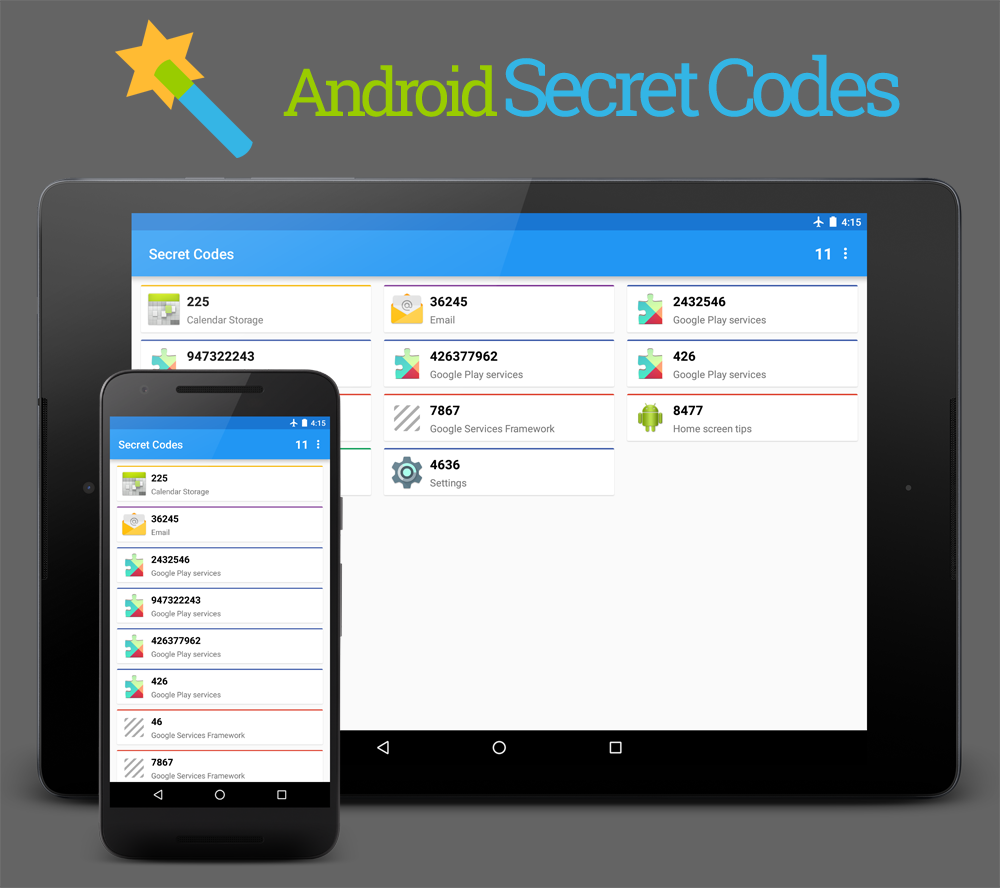 Android Secret Codes
4:15
Secret Codes 11
225
Calendar Storage
36245
Email
2432546
Google Play services
947322243
426377962
Google Play services
426
Google Play services
7867
Google Services Framework
8477
Home screen tips
4636
Settings
4:15
Secret Codes 11
225
Calendar Storage
36245
Email
2432546
Google Play services
947322243
Google Play services
426377962
Google Play services
426
Google Play services
46
Google Services Framework
7867
Google Services Framework